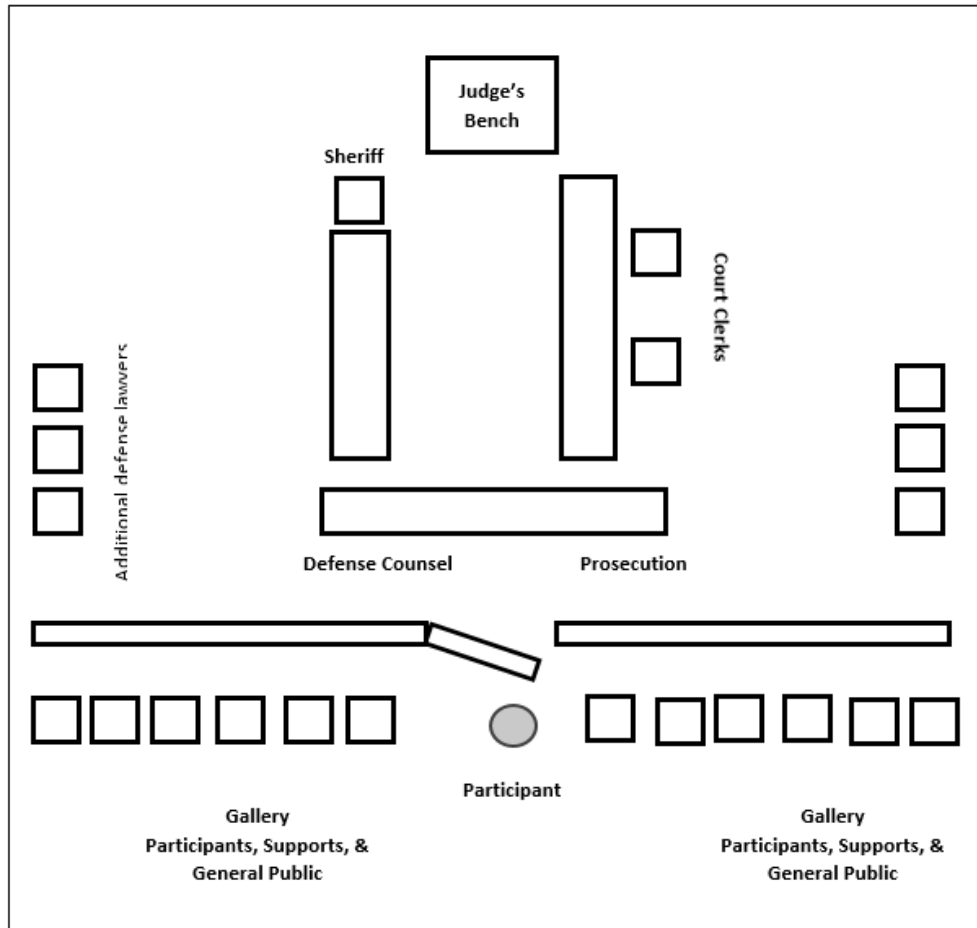 Judge's
Bench
Sheriff
Court Clerks
Additional defense lawyers
Defense Counsel
Prosecution
Participant
Gallery
Participants, Supports, &
General Public
Gallery
Participants, Supports, &
General Public